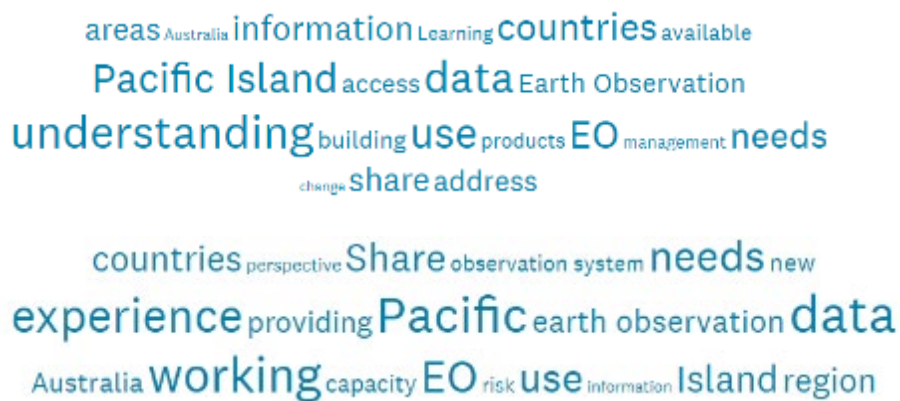 areas Australia information Learning countries available
Pacific Island access data Earth Observation
understanding building use products EO management needs
change share address
countries perspective Share observation system needs new
experience providing Pacific earth observation data
Australia working capacity EO risk use information Island region